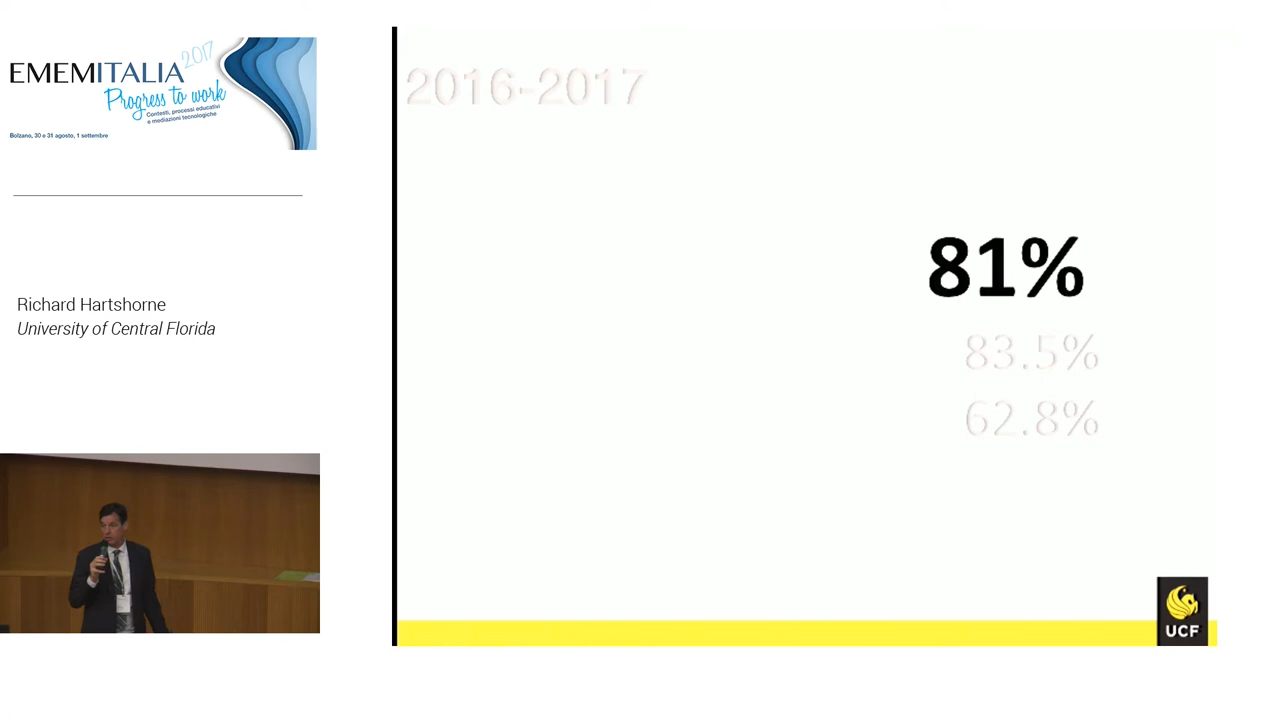 EMEMITALIA 2017
Progress to work
Contesti, processi educativi
e mediazioni tecnologiche
Bolzano, 30 e 31 agosto, 1 settembre
Richard Hartshorne
University of Central Florida
2016-2017
81%
83.5%
62.8%
UCF